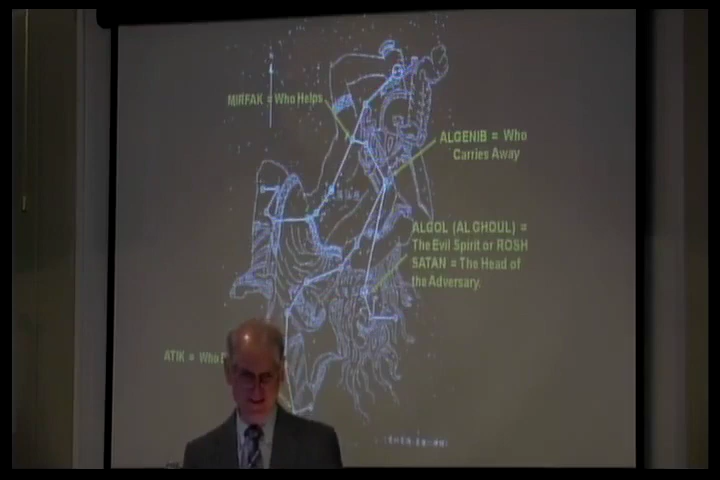 MIRFAK = Who Helps
ALGENIB = Who
Carries Away
ALGOL (AL GHOUL) =
The Evil Spirit or ROSH
SATAN = The Head of
the Adversary.
ATIK = Who